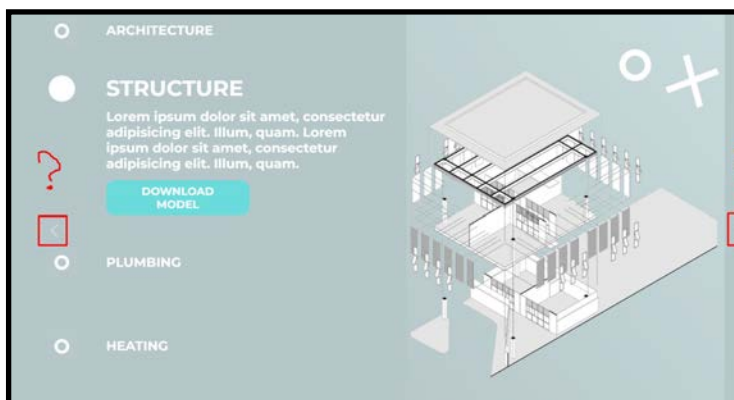 ARCHITECTURE
STRUCTURE
Lorem ipsum dolor sit amet, consectetur
adipisicing elit. Illum, quam. Lorem
ipsum dolor sit amet, consectetur
adipisicing elit. Illum, quam.
?
DOWNLOAD
MODEL
PLUMBING
HEATING